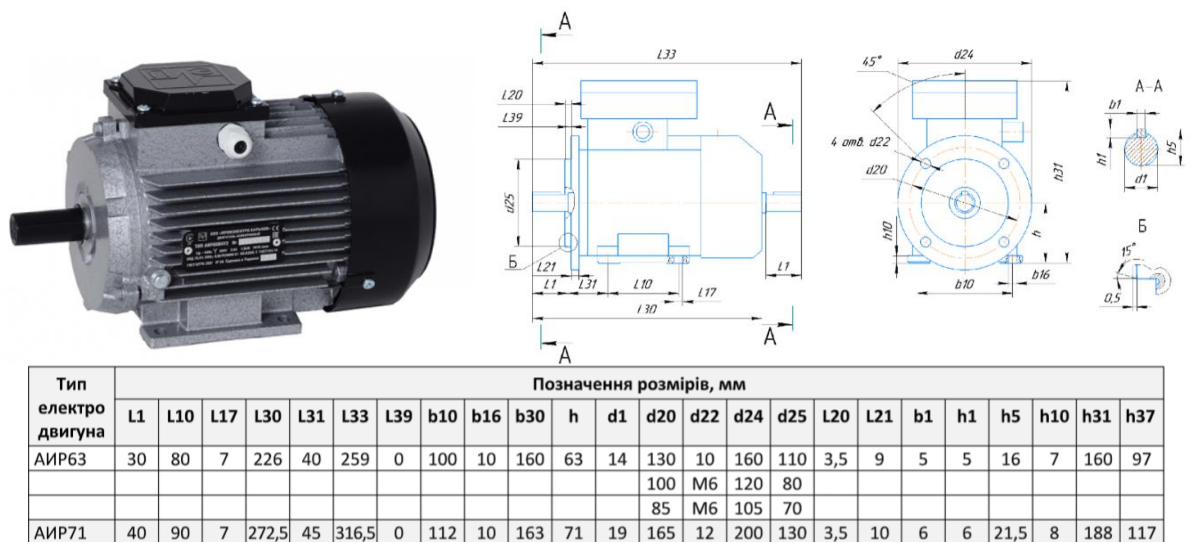 А
L33
L20
L39
А
d25
Б
L21
L1
L31
L10
L17
L1
L30
А
А
d24
45°
4 отв. d22
d20
h10
h
h31
b16
b10
А-А
b1
h1
h5
d1
Б
15°
0,5
Тип електро двигуна Позначення розмірів, мм
L1 L10 L17 L30 L31 L33 L39 b10 b16 b30 h d1 d20 d22 d24 d25 L20 L21 b1 h1 h5 h10 h31 h37
АИР63 30 80 7 226 40 259 0 100 10 160 63 14 130 10 160 110 3,5 9 5 5 16 7 160 97
100 М6 120 80
85 М6 105 70
АИР71 40 90 7 272,5 45 316,5 0 112 10 163 71 19 165 12 200 130 3,5 10 6 6 21,5 8 188 117